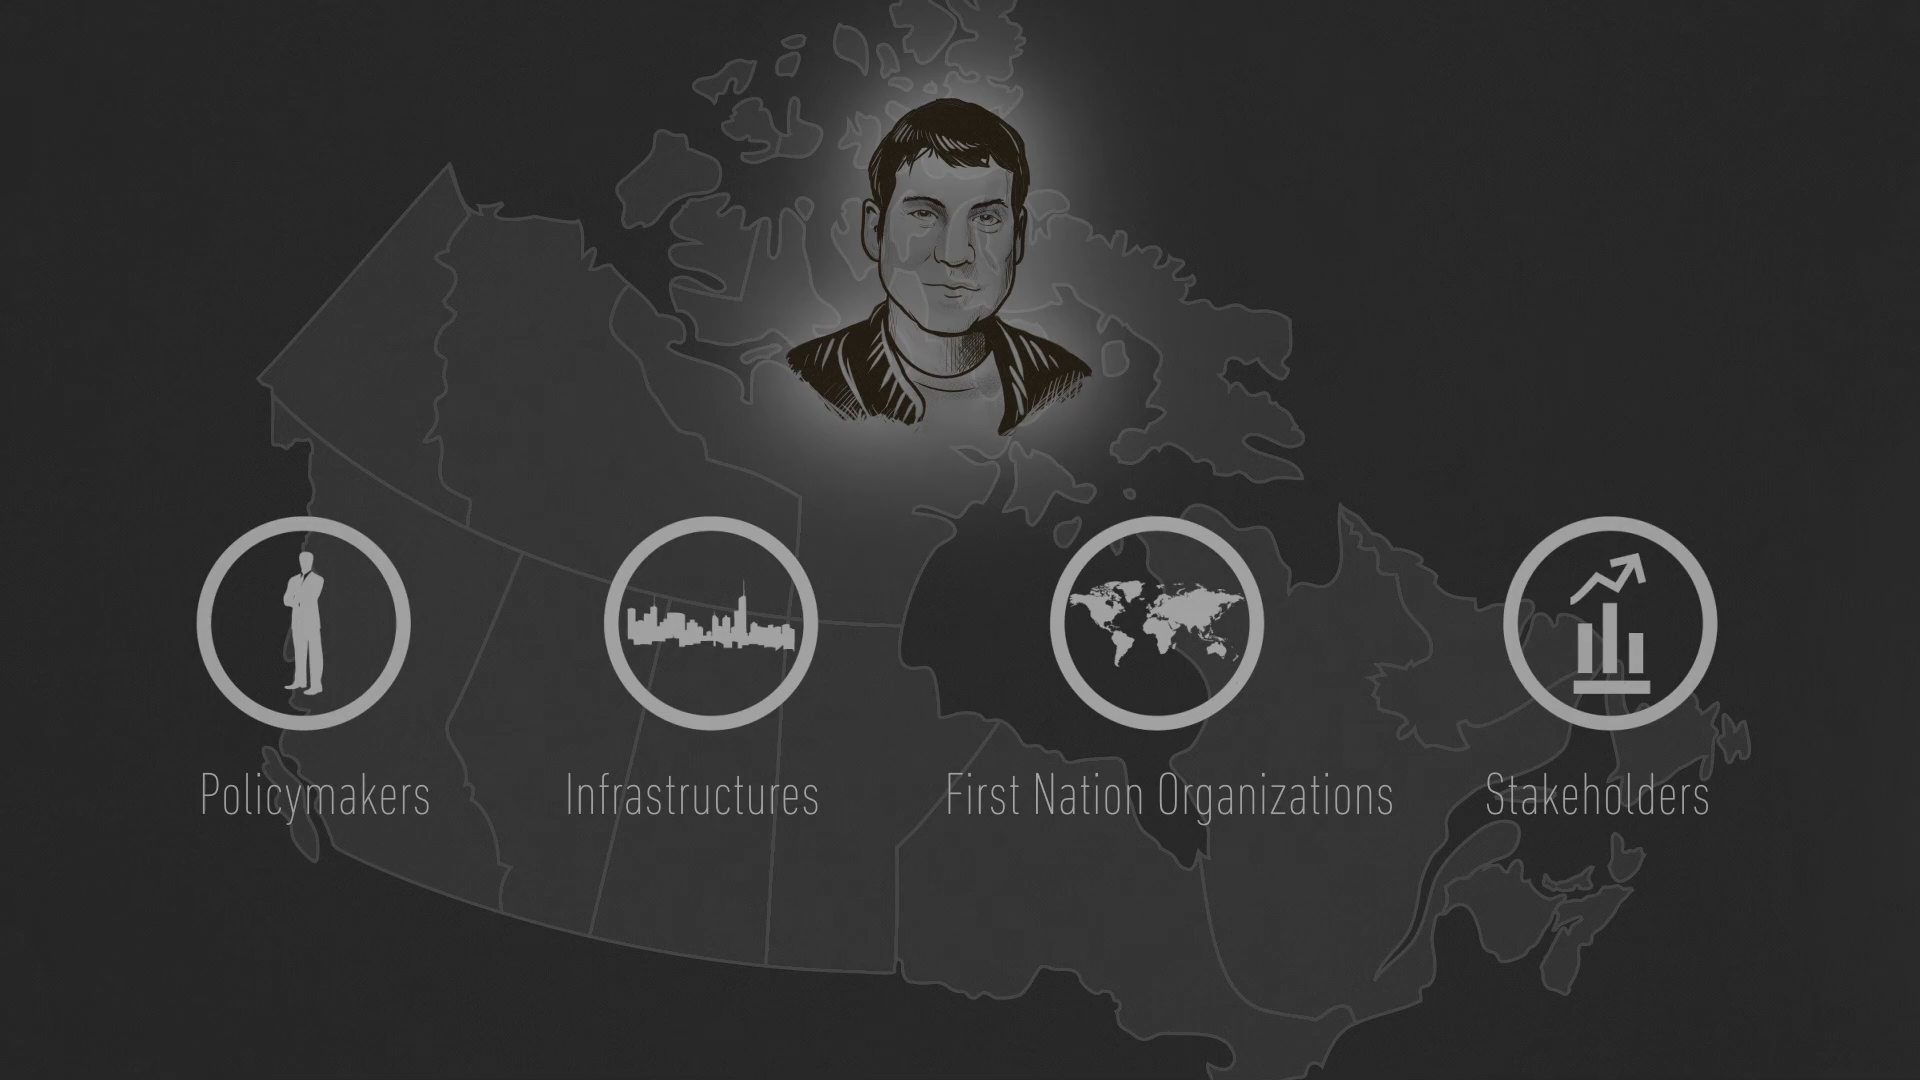 Policymakers
Infrastructures
First Nation Organizations
Stakeholders